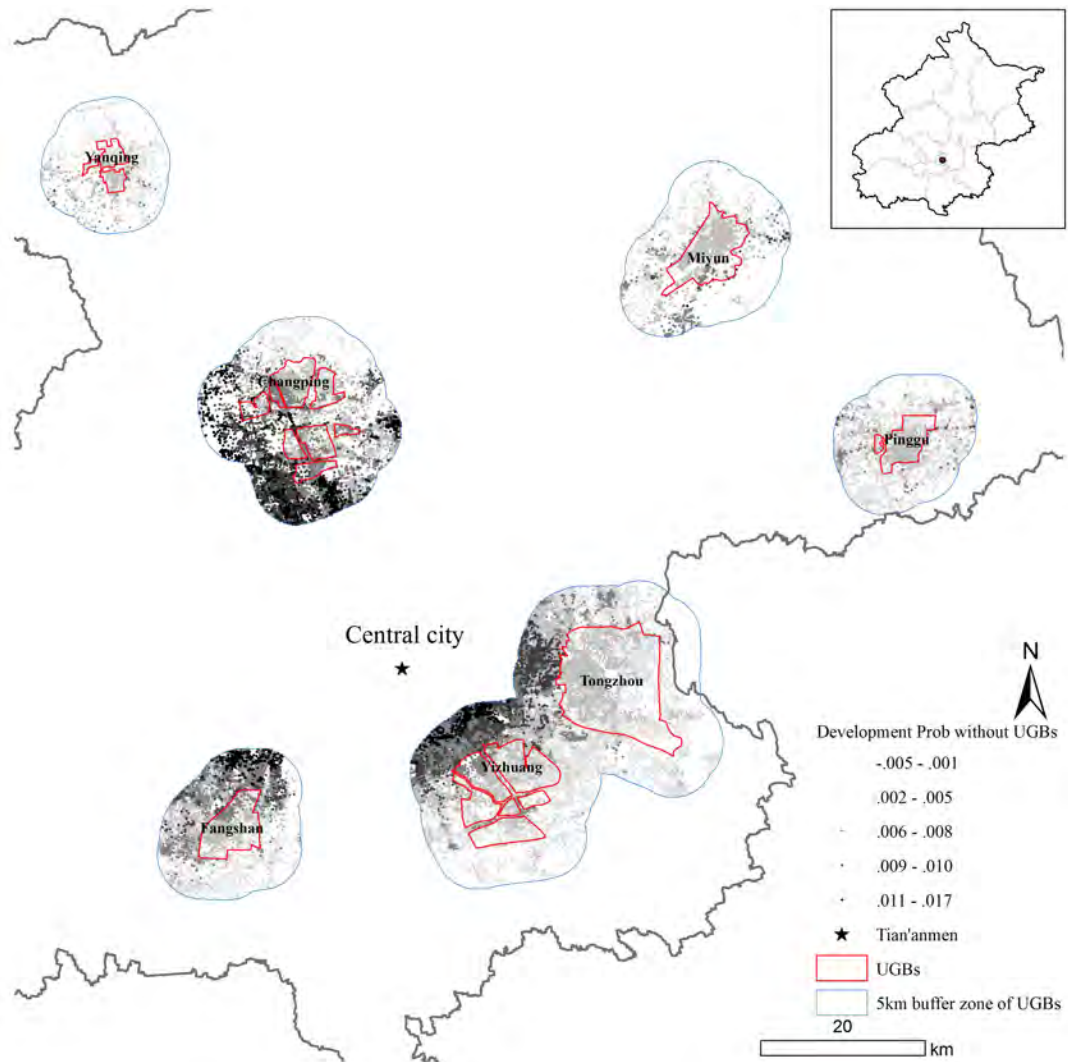 Yanqing
Miyun
Changping
Pinggu
Central city
Tongzhou
Yizhuang
Fangshan
N
Development Prob without UGBs
-.005 - .001
.002 - .005
.006 - .008
.009 - .010
.011 - .017
Tian'anmen
UGBs
5km buffer zone of UGBs
20
km